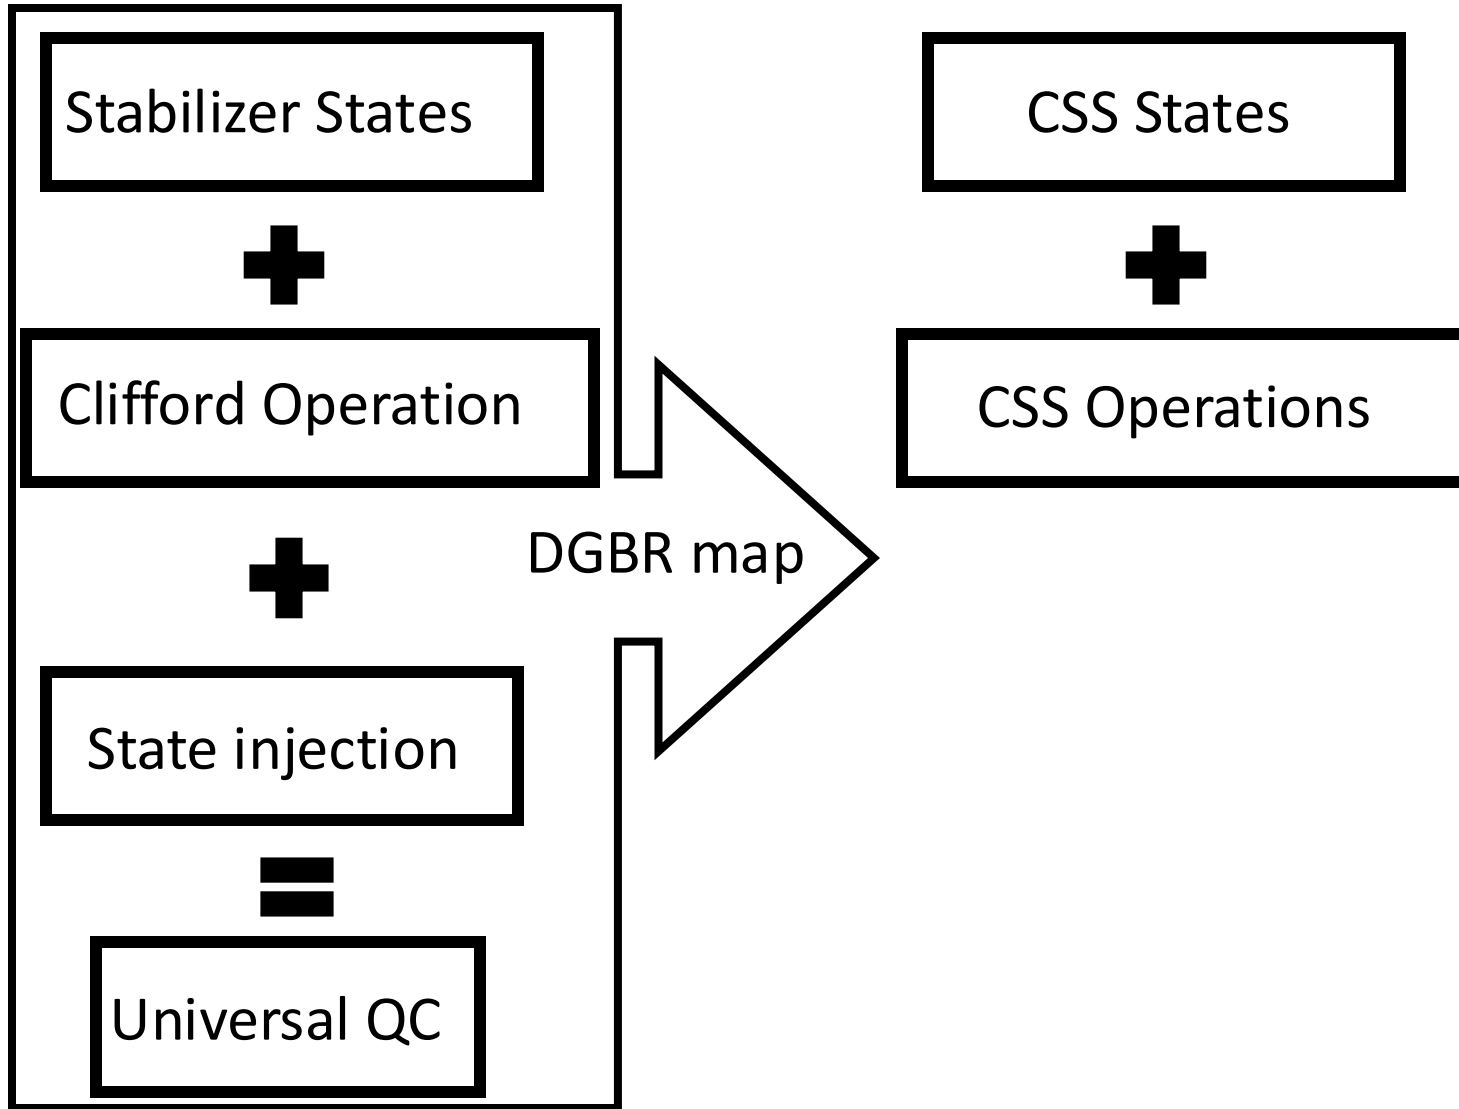 Stabilizer States
Clifford Operation
State injection
Universal QC
DGBR map
CSS States
CSS Operations